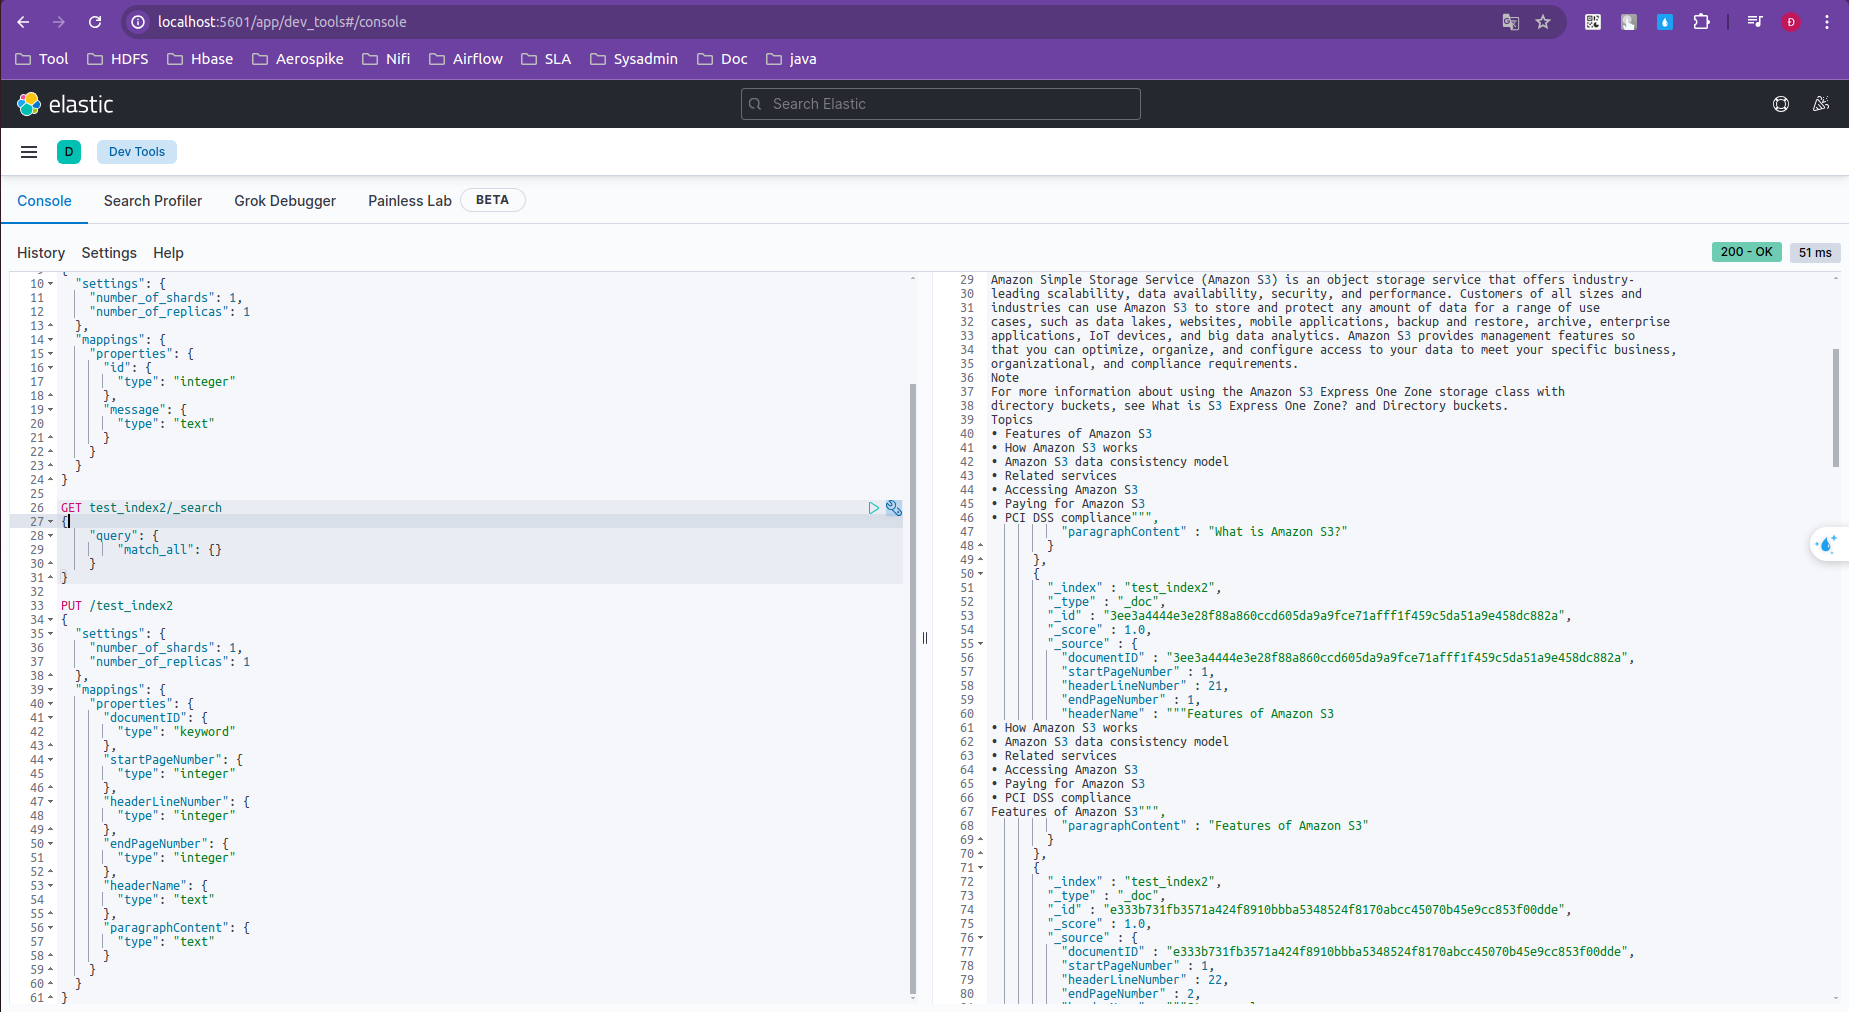 localhost:5601/app/dev_tools#/console
Đ
Tool HDFS Hbase Aerospike Nifi Airflow SLA Sysadmin Doc java
elastic
Search Elastic
D Dev Tools
Console Search Profiler Grok Debugger Painless Lab BETA
History Settings Help
200 - OK 51 ms
10 "settings": {
11 "number_of_shards": 1,
12 "number_of_replicas": 1
13 },
14 "mappings": {
15 "properties": {
16 "id": {
17 "type": "integer"
18 },
19 "message": {
20 "type": "text"
21 }
22 }
23 }
24 }
25
26 GET test_index2/_search
27 {
28 "query": {
29 "match_all": {}
30 }
31 }
32
33 PUT /test_index2
34 {
35 "settings": {
36 "number_of_shards": 1,
37 "number_of_replicas": 1
38 },
39 "mappings": {
40 "properties": {
41 "documentID": {
42 "type": "keyword"
43 },
44 "startPageNumber": {
45 "type": "integer"
46 },
47 "headerLineNumber": {
48 "type": "integer"
49 },
50 "endPageNumber": {
51 "type": "integer"
52 },
53 "headerName": {
54 "type": "text"
55 },
56 "paragraphContent": {
57 "type": "text"
58 }
59 }
60 }
61 }
29 Amazon Simple Storage Service (Amazon S3) is an object storage service that offers industry-
30 leading scalability, data availability, security, and performance. Customers of all sizes and
31 industries can use Amazon S3 to store and protect any amount of data for a range of use
32 cases, such as data lakes, websites, mobile applications, backup and restore, archive, enterprise
33 applications, IoT devices, and big data analytics. Amazon S3 provides management features so
34 that you can optimize, organize, and configure access to your data to meet your specific business,
35 organizational, and compliance requirements.
36 Note
37 For more information about using the Amazon S3 Express One Zone storage class with
38 directory buckets, see What is S3 Express One Zone? and Directory buckets.
39 Topics
40 • Features of Amazon S3
41 • How Amazon S3 works
42 • Amazon S3 data consistency model
43 • Related services
44 • Accessing Amazon S3
45 • Paying for Amazon S3
46 • PCI DSS compliance""",
47 "paragraphContent" : "What is Amazon S3?"
48 }
49 },
50 {
51 "_index" : "test_index2",
52 "_type" : "_doc",
53 "_id" : "3ee3a4444e3e28f88a860ccd605da9a9fce71afff1f459c5da51a9e458dc882a",
54 "_score" : 1.0,
55 "_source" : {
56 "documentID" : "3ee3a4444e3e28f88a860ccd605da9a9fce71afff1f459c5da51a9e458dc882a",
57 "startPageNumber" : 1,
58 "headerLineNumber" : 21,
59 "endPageNumber" : 1,
60 "headerName" : """Features of Amazon S3
61 • How Amazon S3 works
62 • Amazon S3 data consistency model
63 • Related services
64 • Accessing Amazon S3
65 • Paying for Amazon S3
66 • PCI DSS compliance
67 Features of Amazon S3""",
68 "paragraphContent" : "Features of Amazon S3"
69 }
70 },
71 {
72 "_index" : "test_index2",
73 "_type" : "_doc",
74 "_id" : "e333b731fb3571a424f8910bbba5348524f8170abcc45070b45e9cc853f00dde",
75 "_score" : 1.0,
76 "_source" : {
77 "documentID" : "e333b731fb3571a424f8910bbba5348524f8170abcc45070b45e9cc853f00dde",
78 "startPageNumber" : 1,
79 "headerLineNumber" : 22,
80 "endPageNumber" : 2,